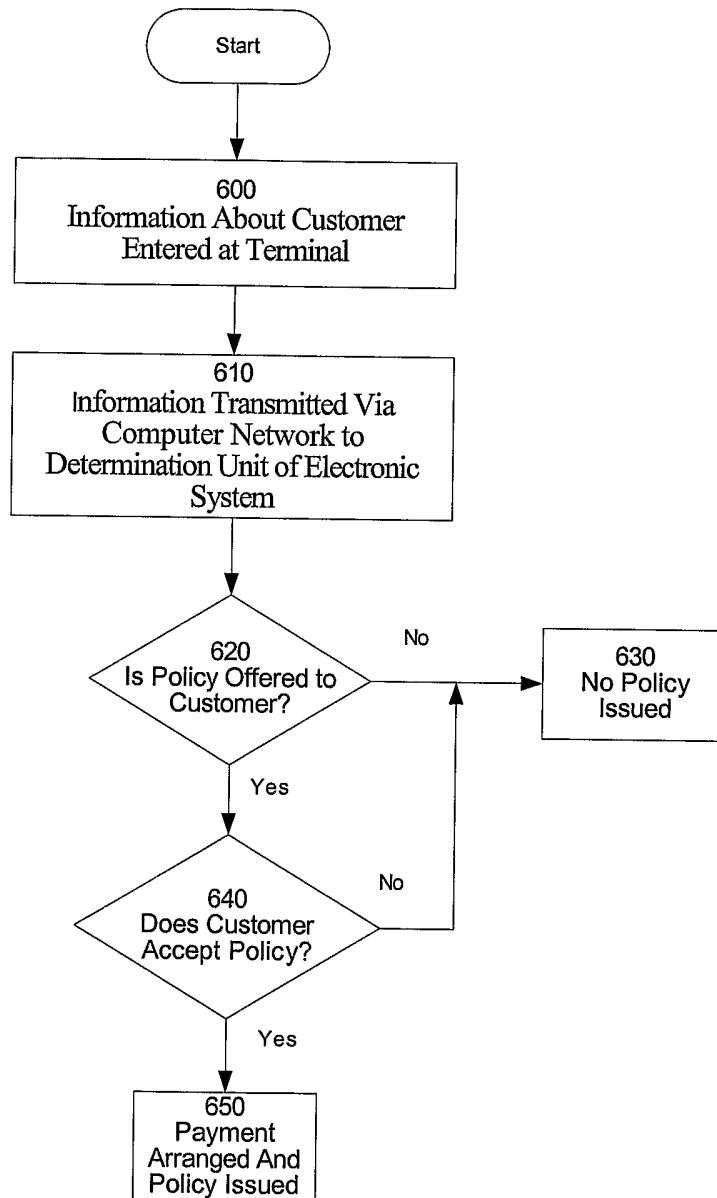 Start
600
Information About Customer
Entered at Terminal
610
Information Transmitted Via
Computer Network to
Determination Unit of Electronic
System
620
Is Policy Offered to
Customer?
No
630
No Policy
Issued
Yes
640
Does Customer
Accept Policy?
No
Yes
650
Payment
Arranged And
Policy Issued